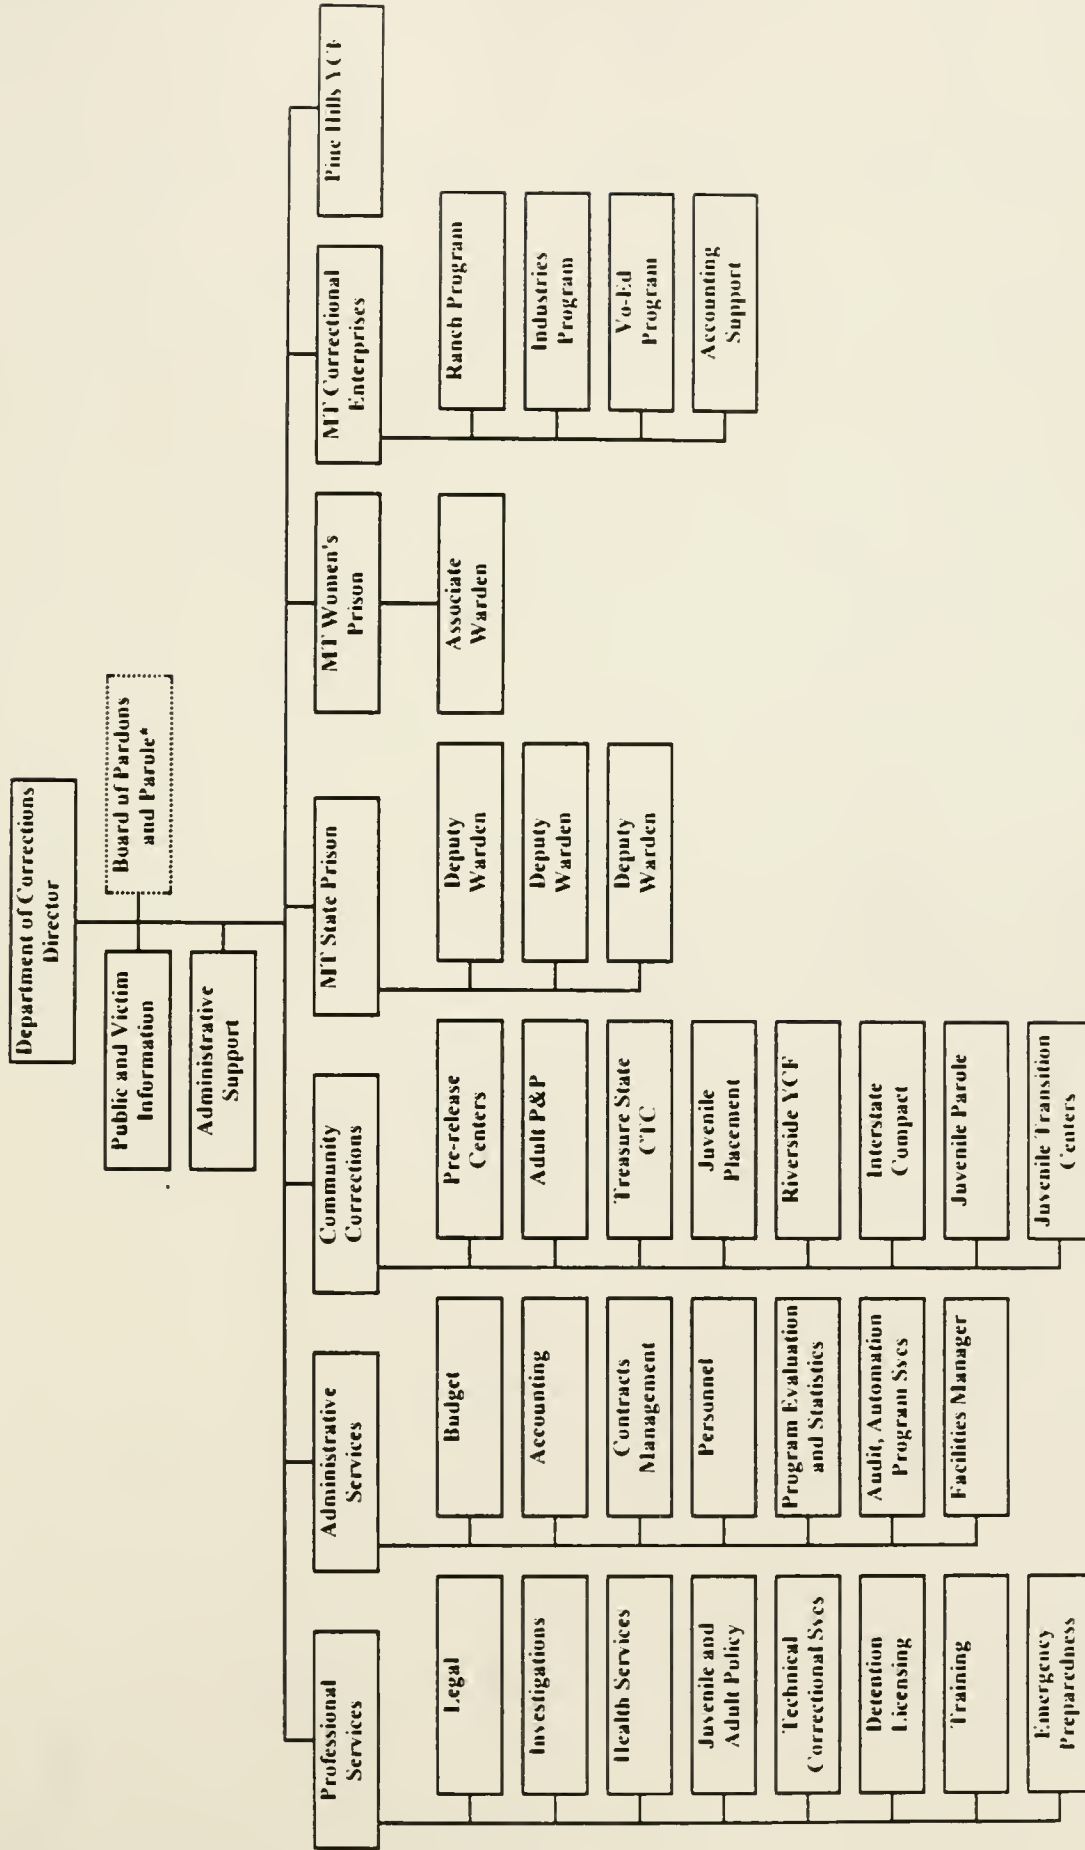 Department of Corrections
Director
Public and Victim
Information
Board of Pardons
and Parole*
Administrative
Support
Professional
Services
Legal
Investigations
Health Services
Juvenile and
Adult Policy
Technical
Correctional Svcs
Detention
Licensing
Training
Emergency
Preparedness
Administrative
Services
Budget
Accounting
Contracts
Management
Personnel
Program Evaluation
and Statistics
Audit, Automation
Program Svcs
Facilities Manager
Community
Corrections
Pre-release
Centers
Adult P&P
Treasure State
CTC
Juvenile
Placement
Riverside YCF
Interstate
Compact
Juvenile Parole
Juvenile Transition
Centers
MT State Prison
Deputy
Warden
Deputy
Warden
Deputy
Warden
MT Women's
Prison
Associate
Warden
MT Correctional
Enterprises
Ranch Program
Industries
Program
Vo-Ed
Program
Accounting
Support
Pine Hills YCF